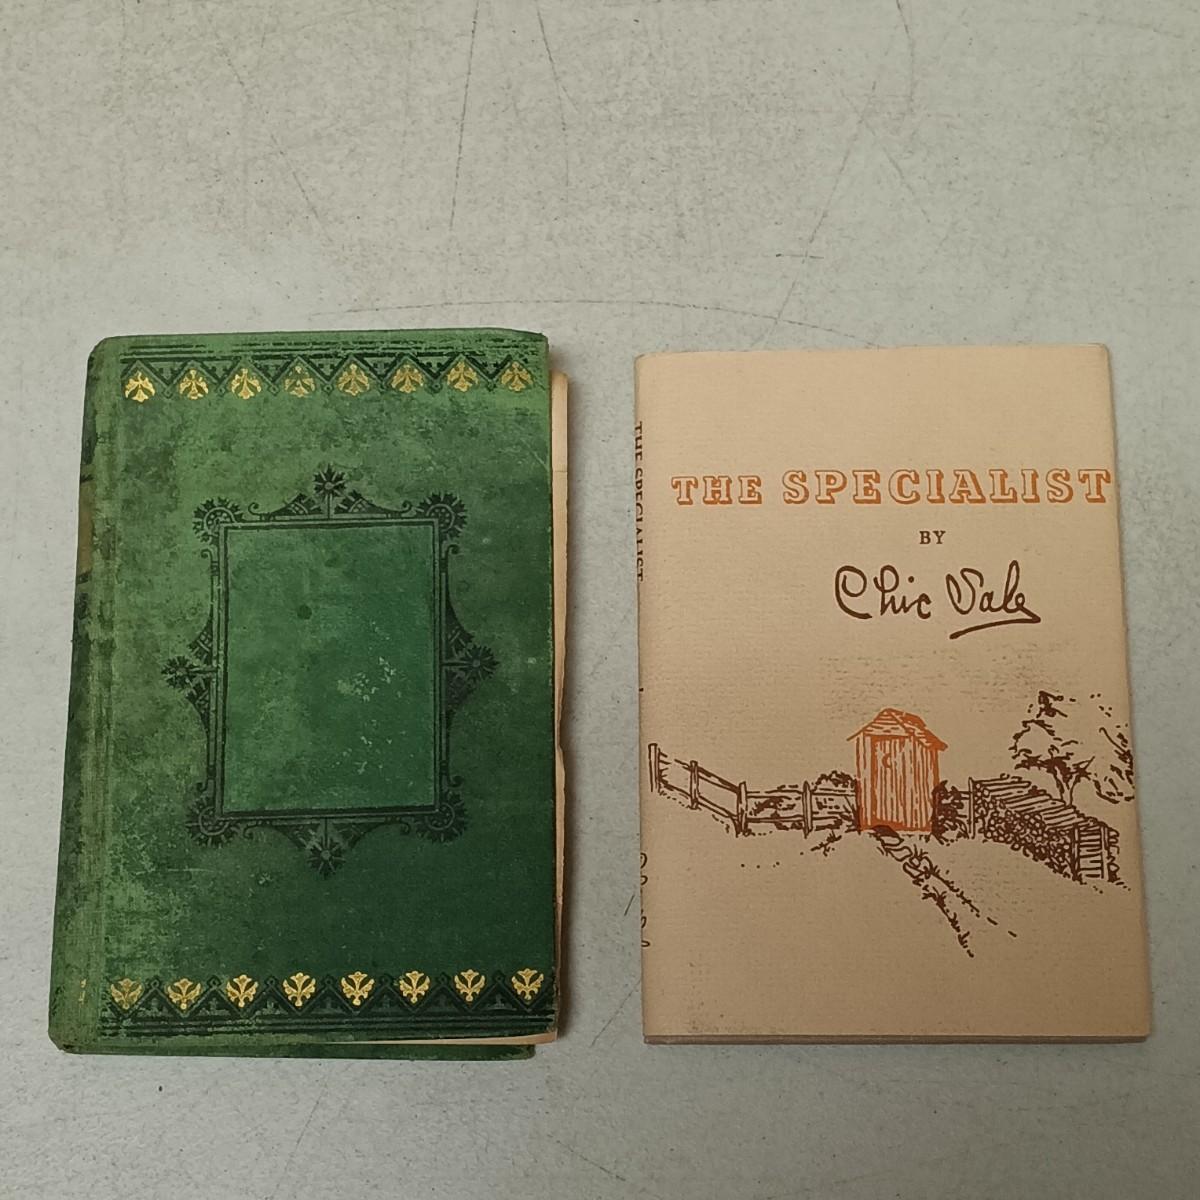 THE SPECIALIST
BY
Chic Sale
THE SPECIALIST